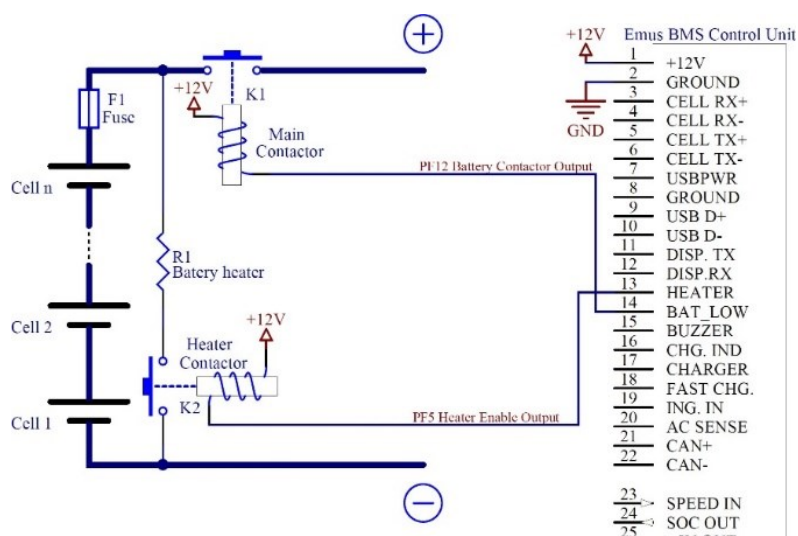 Emus BMS Control Unit
+12V
1 +12V
2 GROUND
3 CELL RX+
4 CELL RX-
5 CELL TX+
6 CELL TX-
7 USBPWR
8 GROUND
9 USB D+
10 USB D-
11 DISP. TX
12 DISP.RX
13 HEATER
14 BAT_LOW
15 BUZZER
16 CHG. IND
17 CHARGER
18 FAST CHG.
19 ING. IN
20 AC SENSE
21 CAN+
22 CAN-
23 SPEED IN
24 SOC OUT
25
GND
+
F1
Fuse
+12V
K1
Main
Contactor
PF12 Battery Contactor Output
Cell n
R1
Batery heater
Cell 2
Heater
Contactor
+12V
K2
PF5 Heater Enable Output
Cell 1
−